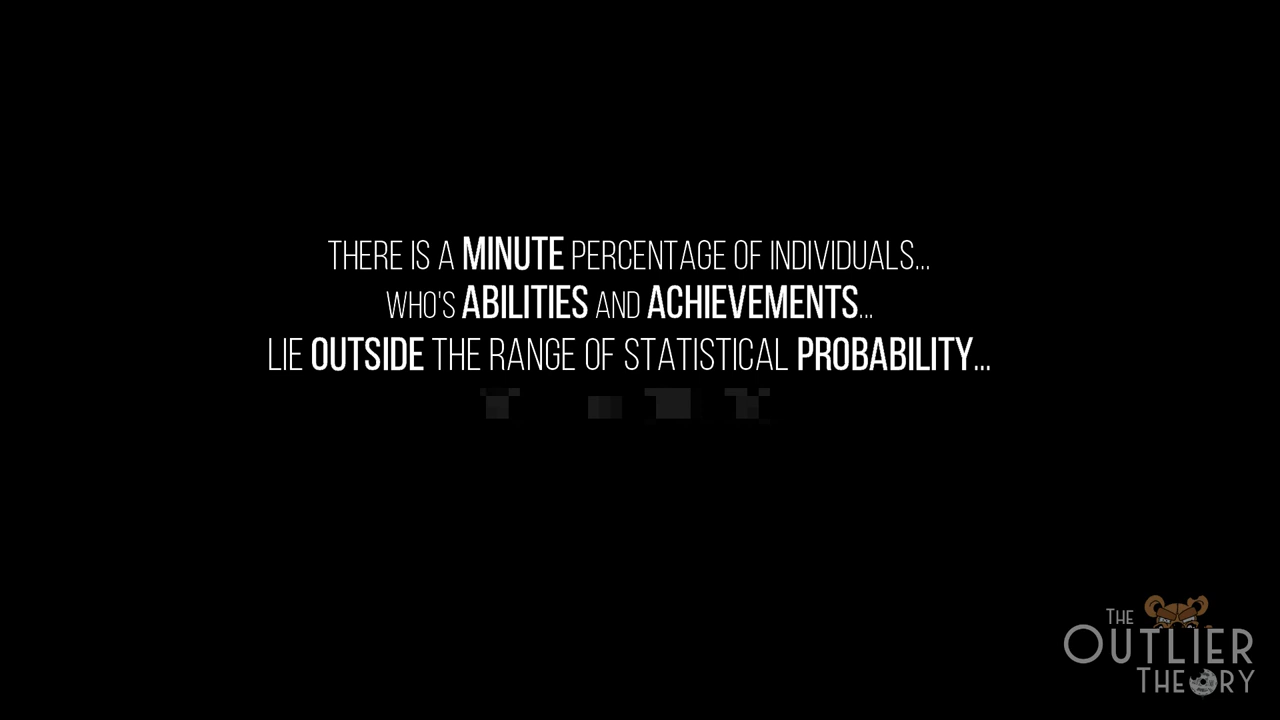 THERE IS A MINUTE PERCENTAGE OF INDIVIDUALS...
WHO'S ABILITIES AND ACHIEVEMENTS...
LIE OUTSIDE THE RANGE OF STATISTICAL PROBABILITY...
THE
OUTLIER
THEORY